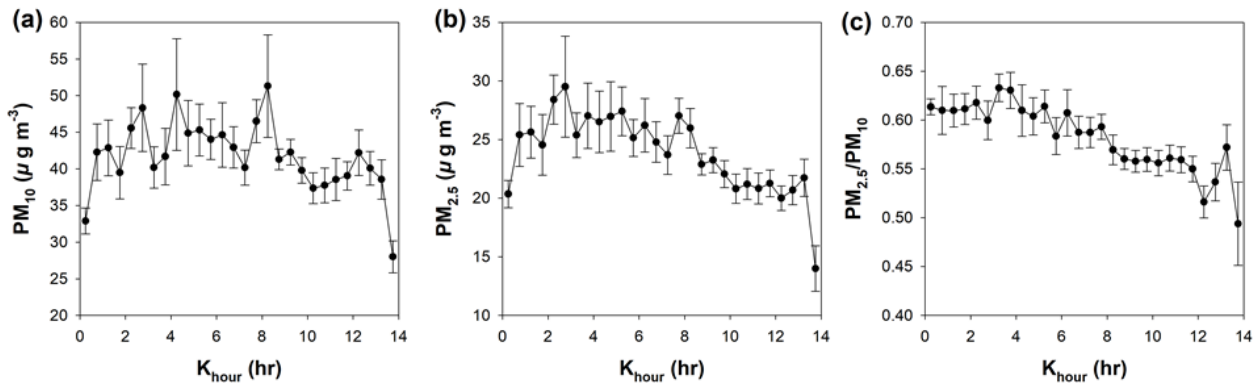 (a)
PM10 (µ g m-3)
60
55
50
45
40
35
30
25
20
0 2 4 6 8 10 12 14
Khour (hr)
(b)
PM2.5 (µ g m-3)
35
30
25
20
15
10
0 2 4 6 8 10 12 14
Khour (hr)
(c)
PM2.5/PM10
0.70
0.65
0.60
0.55
0.50
0.45
0.40
0 2 4 6 8 10 12 14
Khour (hr)